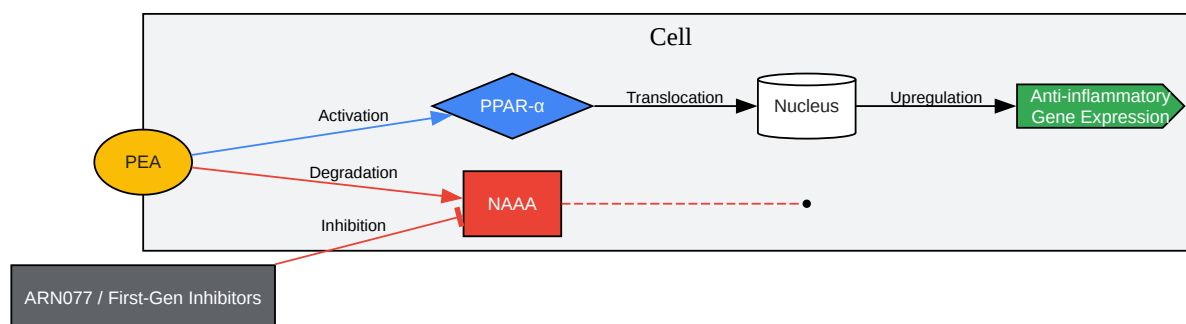 Cell
PPAR-α
Translocation
Nucleus
Upregulation
Anti-inflammatory
Gene Expression
Activation
PEA
Degradation
NAAA
Inhibition
ARN077 / First-Gen Inhibitors